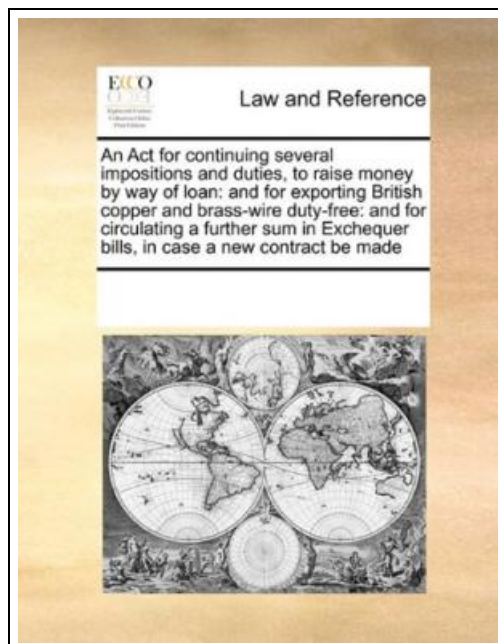 ECCO
Law and Reference
An Act for continuing several
impositions and duties, to raise money
by way of loan: and for exporting British
copper and brass-wire duty-free: and for
circulating a further sum in Exchequer
bills, in case a new contract be made